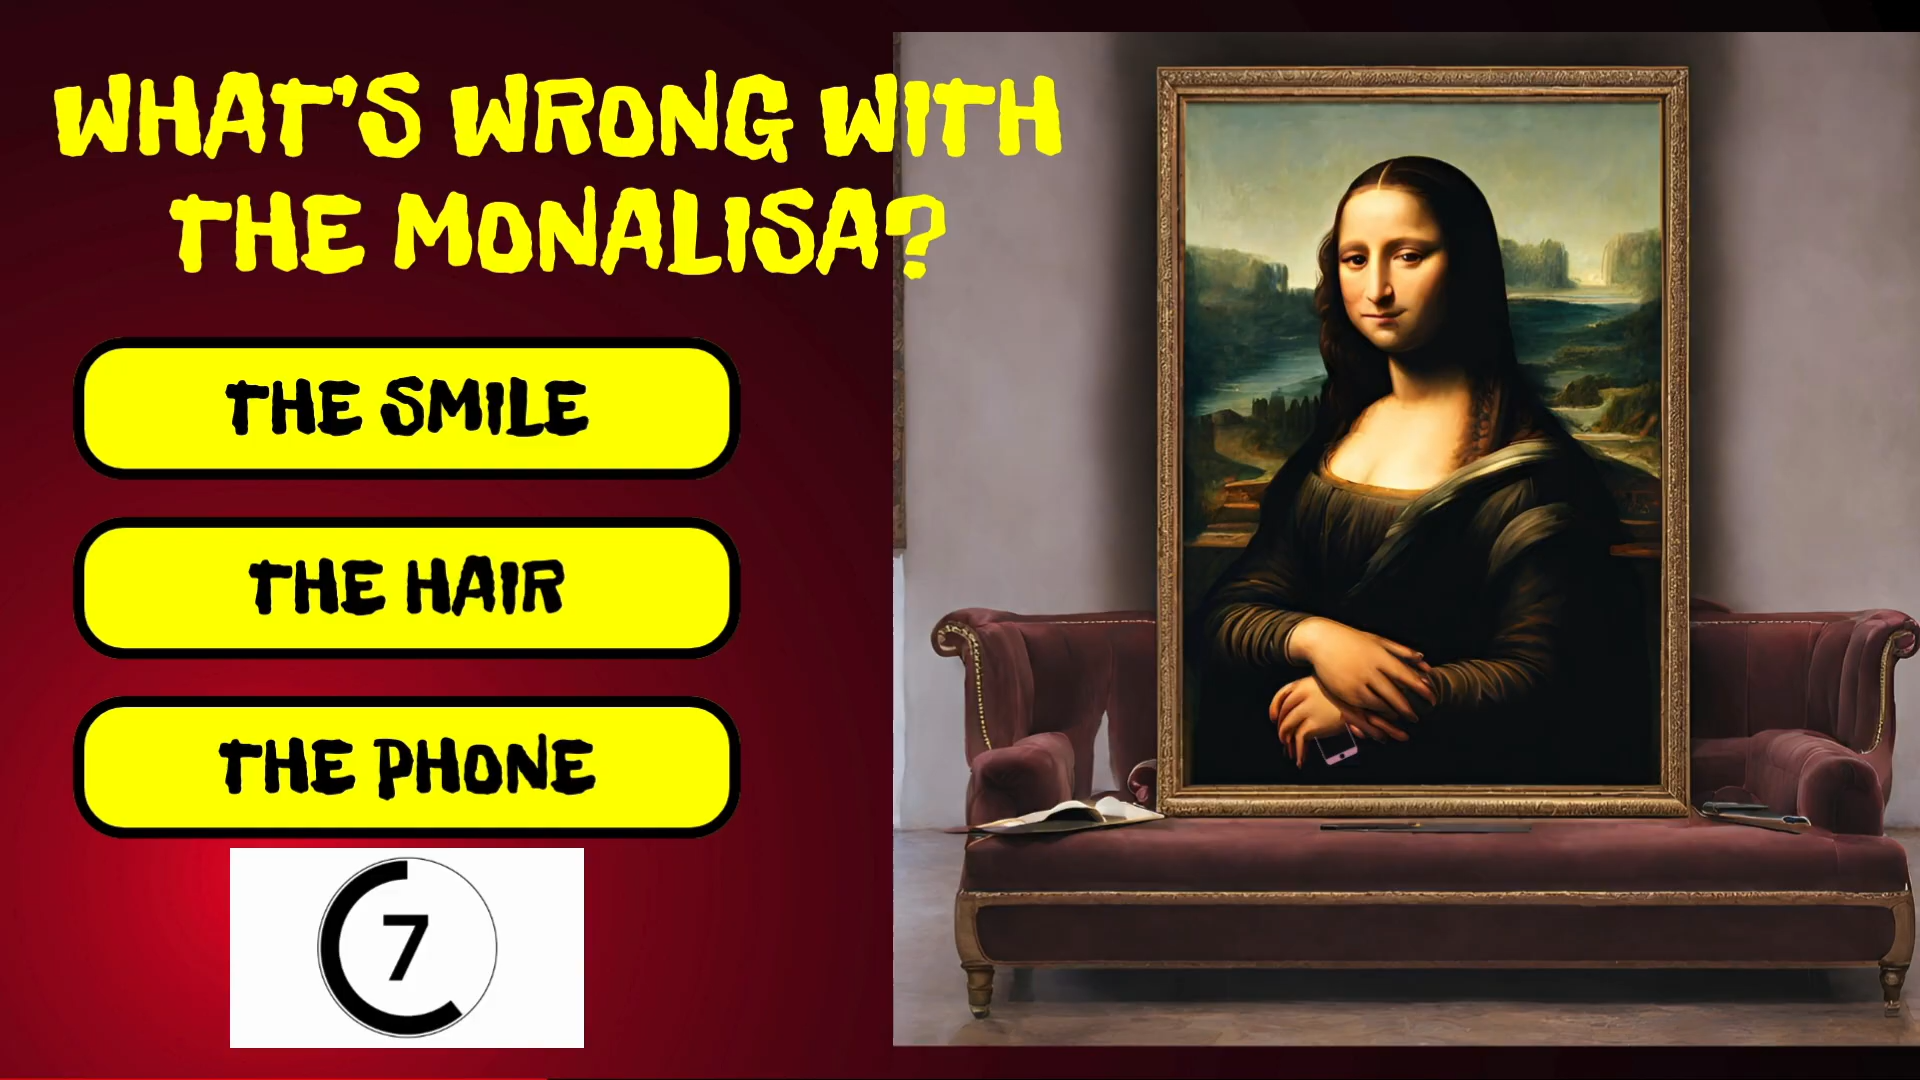 WHAT'S WRONG WITH
THE MONALISA?
THE SMILE
THE HAIR
THE PHONE
7